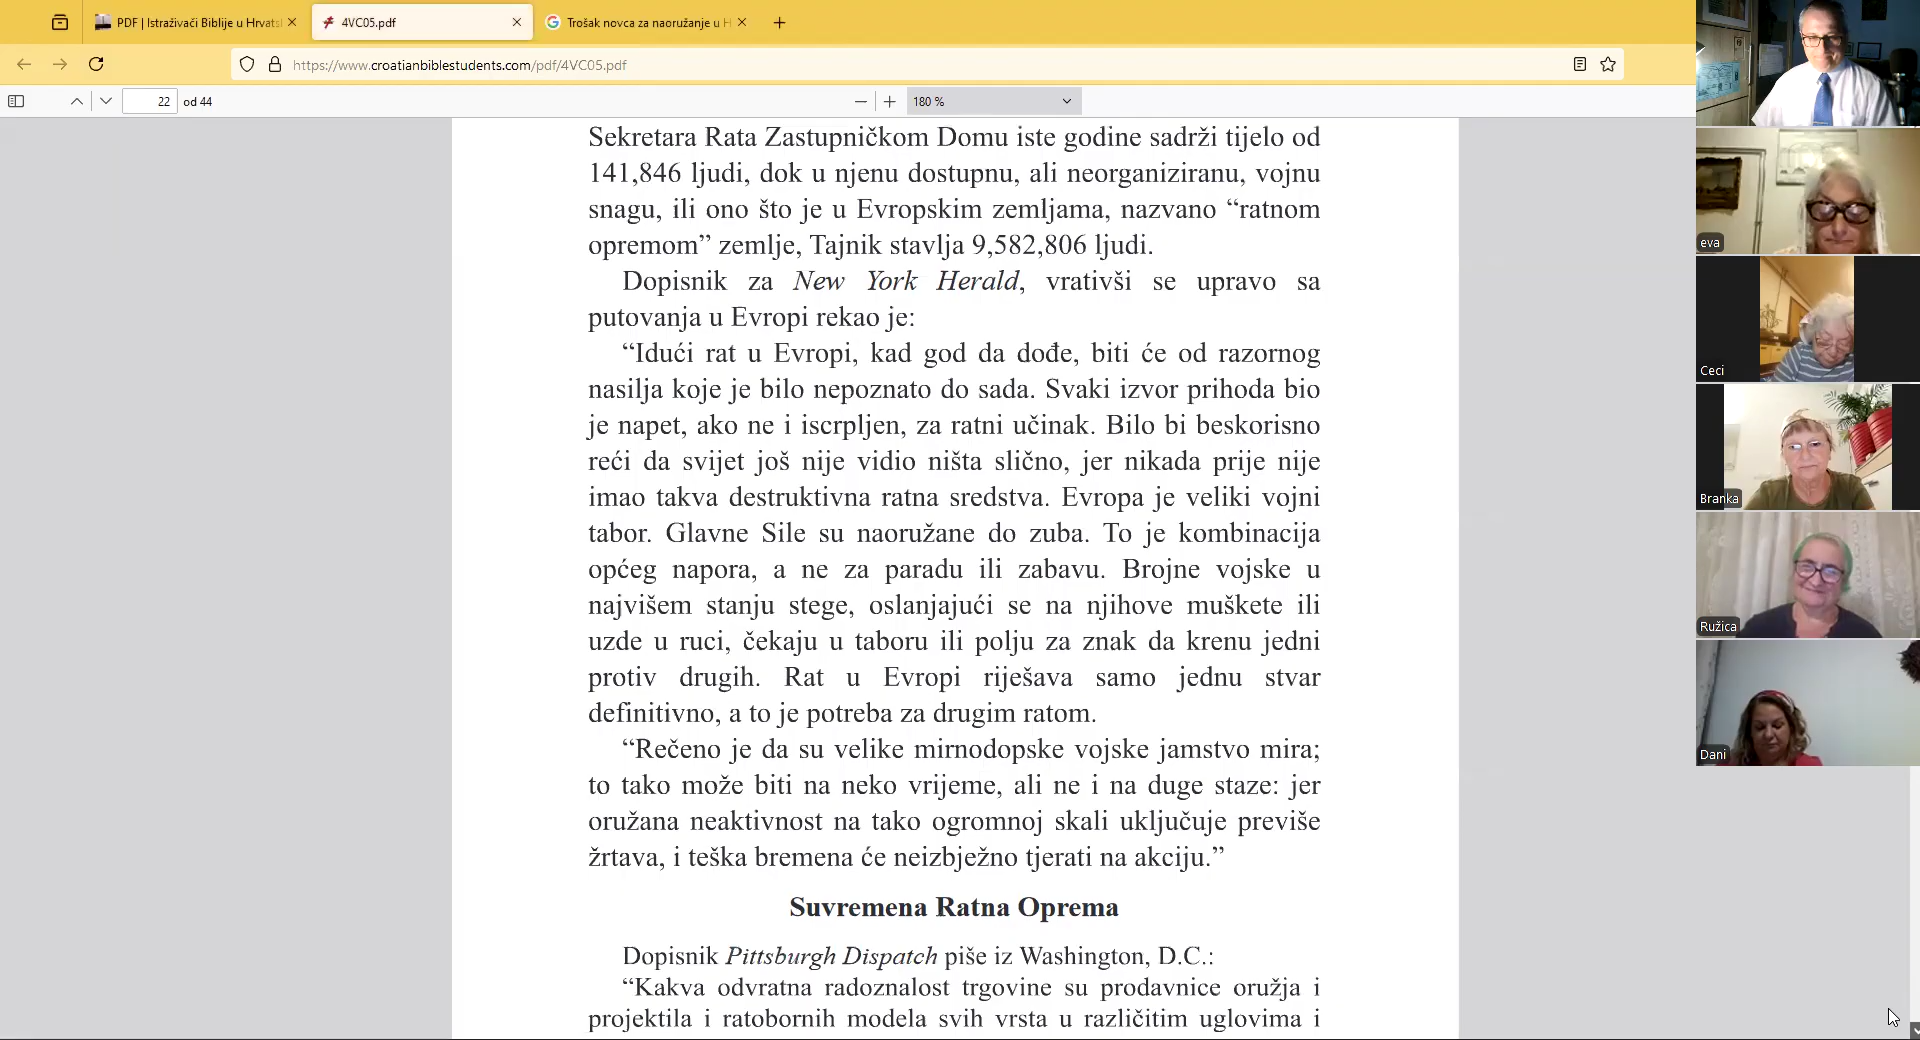 PDF | Istraživači Biblije u Hrvats
4VC05.pdf
Trošak novca za naoružanje u H
https://www.croatianbiblestudents.com/pdf/4VC05.pdf
22 od 44
180 %
Sekretara Rata Zastupničkom Domu iste godine sadrži tijelo od
141,846 ljudi, dok u njenu dostupnu, ali neorganiziranu, vojnu
snagu, ili ono što je u Evropskim zemljama, nazvano “ratnom
opremom” zemlje, Tajnik stavlja 9,582,806 ljudi.
Dopisnik za New York Herald, vrativši se upravo sa
putovanja u Evropi rekao je:
“Idući rat u Evropi, kad god da dođe, biti će od razornog
nasilja koje je bilo nepoznato do sada. Svaki izvor prihoda bio
je napet, ako ne i iscrpljen, za ratni učinak. Bilo bi beskorisno
reći da svijet još nije vidio ništa slično, jer nikada prije nije
imao takva destruktivna ratna sredstva. Evropa je veliki vojni
tabor. Glavne Sile su naoružane do zuba. To je kombinacija
općeg napora, a ne za paradu ili zabavu. Brojne vojske u
najvišem stanju stege, oslanjajući se na njihove muškete ili
uzde u ruci, čekaju u taboru ili polju za znak da krenu jedni
protiv drugih. Rat u Evropi riješava samo jednu stvar
definitivno, a to je potreba za drugim ratom.
“Rečeno je da su velike mirnodopske vojske jamstvo mira;
to tako može biti na neko vrijeme, ali ne i na duge staze: jer
oružana neaktivnost na tako ogromnoj skali uključuje previše
žrtava, i teška bremena će neizbježno tjerati na akciju.”
Suvremena Ratna Oprema
Dopisnik Pittsburgh Dispatch piše iz Washington, D.C.:
“Kakva odvratna radoznalost trgovine su prodavnice oružja i
projektila i ratobornih modela svih vrsta u različitim uglovima i
eva
Ceci
Branka
Ružica
Dani